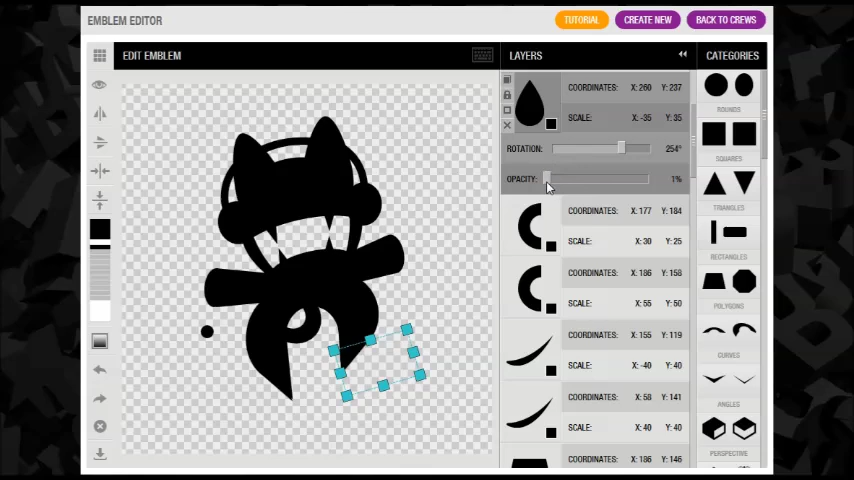 EMBLEM EDITOR
TUTORIAL
CREATE NEW
BACK TO CREWS
EDIT EMBLEM
LAYERS
CATEGORIES
COORDINATES: X: 260 Y: 237
SCALE: X: -35 Y: 35
ROTATION: 254°
OPACITY: 1%
COORDINATES: X: 177 Y: 184
SCALE: X: 30 Y: 25
COORDINATES: X: 186 Y: 158
SCALE: X: 55 Y: 50
COORDINATES: X: 155 Y: 119
SCALE: X: -40 Y: 40
COORDINATES: X: 58 Y: 141
SCALE: X: 40 Y: 40
COORDINATES: X: 186 Y: 146
ROUNDS
SQUARES
TRIANGLES
RECTANGLES
POLYGONS
CURVES
ANGLES
PERSPECTIVE